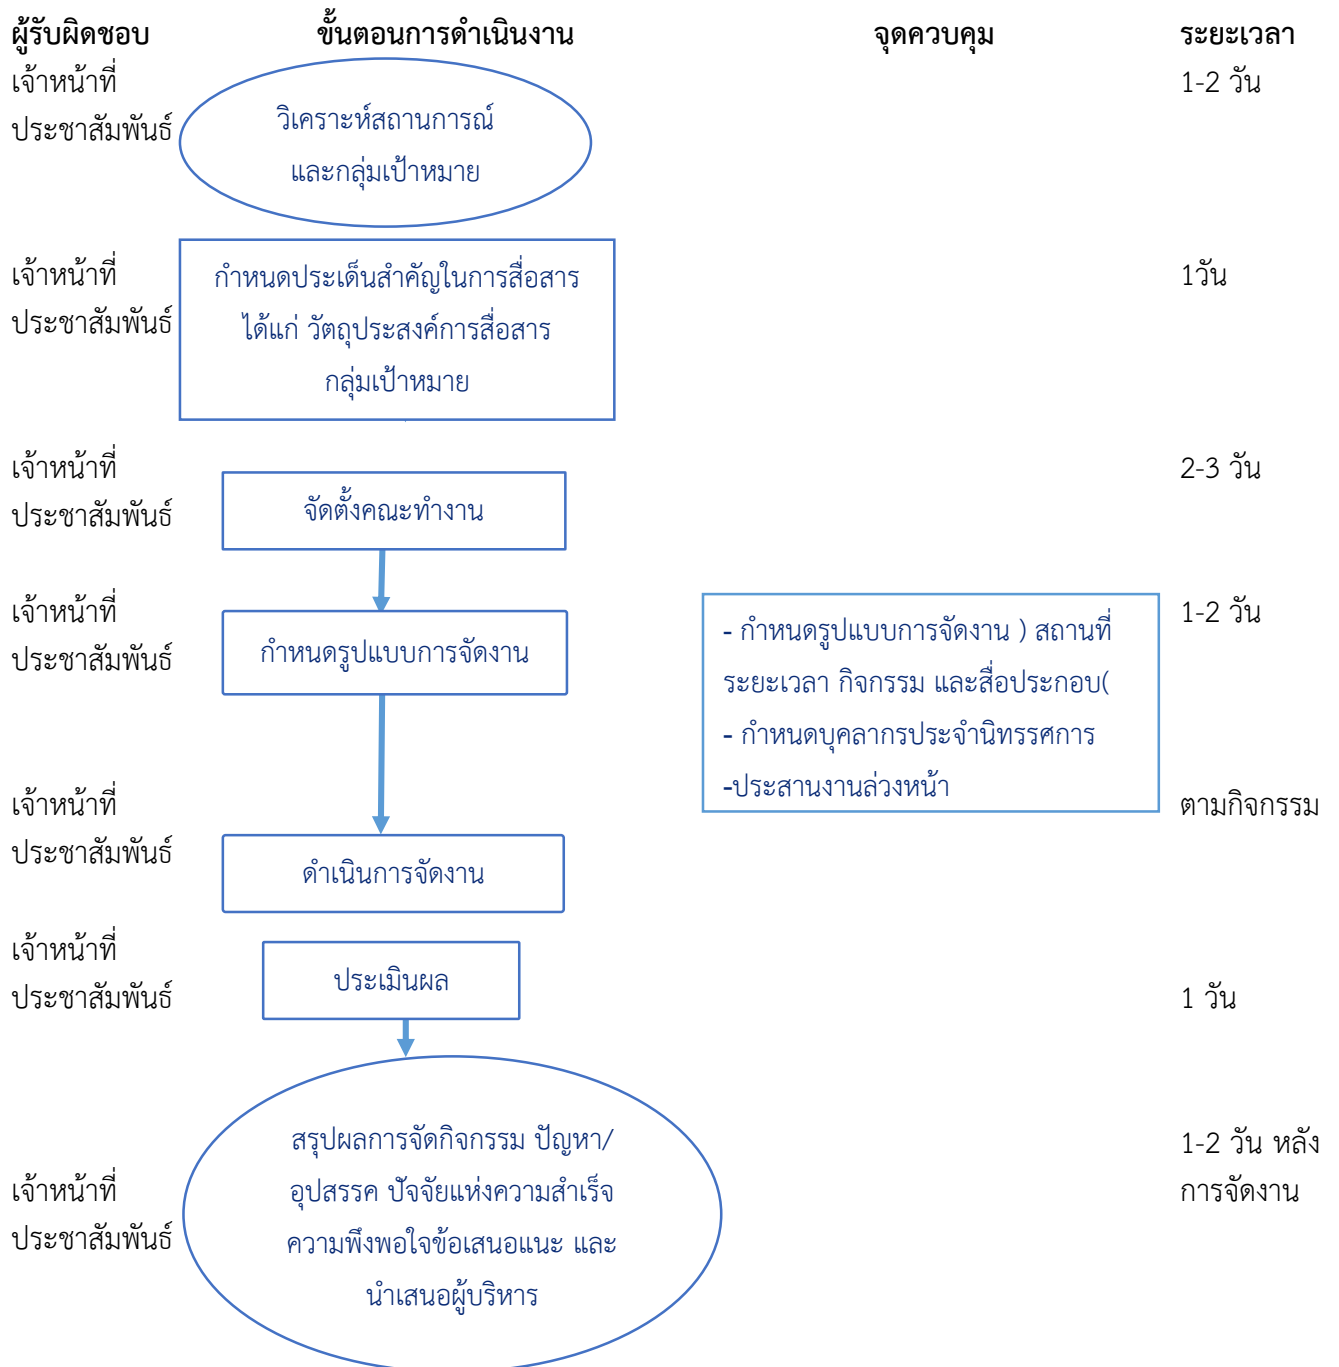 ผู้รับผิดชอบ ขั้นตอนการดำเนินงาน จุดควบคุม ระยะเวลา
เจ้าหน้าที่
ประชาสัมพันธ์
วิเคราะห์สถานการณ์
และกลุ่มเป้าหมาย
1-2 วัน
เจ้าหน้าที่
ประชาสัมพันธ์
กำหนดประเด็นสำคัญในการสื่อสาร
ได้แก่ วัตถุประสงค์การสื่อสาร
กลุ่มเป้าหมาย
1วัน
เจ้าหน้าที่
ประชาสัมพันธ์
จัดตั้งคณะทำงาน
2-3 วัน
เจ้าหน้าที่
ประชาสัมพันธ์
กำหนดรูปแบบการจัดงาน
- กำหนดรูปแบบการจัดงาน ) สถานที่
ระยะเวลา กิจกรรม และสื่อประกอบ(
- กำหนดบุคลากรประจำนิทรรศการ
-ประสานงานล่วงหน้า
1-2 วัน
เจ้าหน้าที่
ประชาสัมพันธ์
ดำเนินการจัดงาน
ตามกิจกรรม
เจ้าหน้าที่
ประชาสัมพันธ์
ประเมินผล
1 วัน
เจ้าหน้าที่
ประชาสัมพันธ์
สรุปผลการจัดกิจกรรม ปัญหา/
อุปสรรค ปัจจัยแห่งความสำเร็จ
ความพึงพอใจข้อเสนอแนะ และ
นำเสนอผู้บริหาร
1-2 วัน หลัง
การจัดงาน